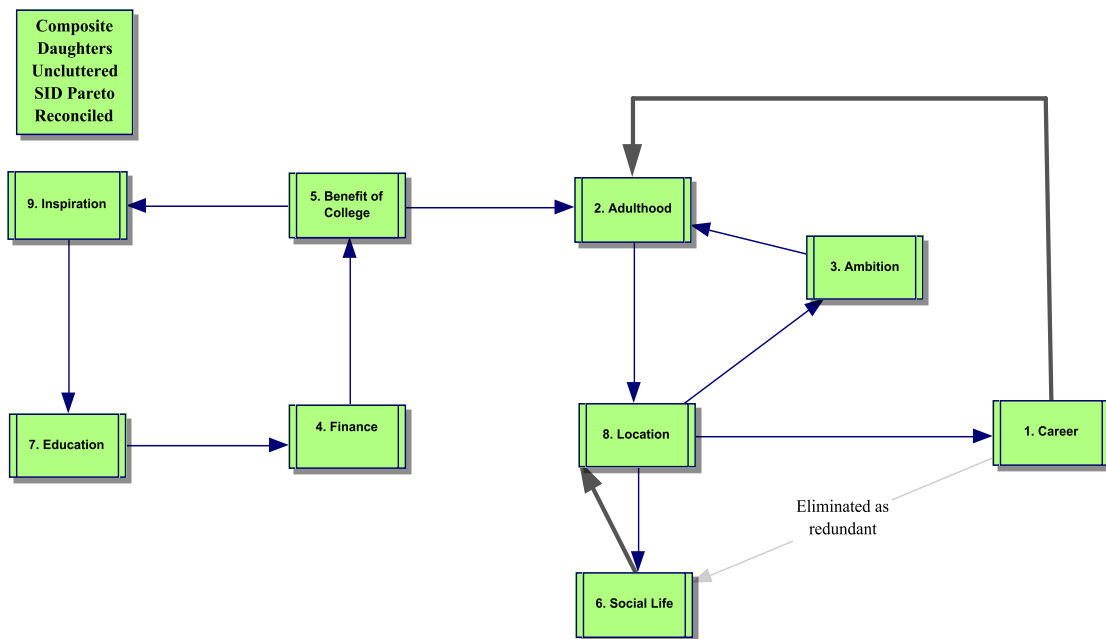 Composite
Daughters
Uncluttered
SID Pareto
Reconciled
9. Inspiration
5. Benefit of
College
2. Adulthood
3. Ambition
7. Education
4. Finance
8. Location
1. Career
Eliminated as
redundant
6. Social Life